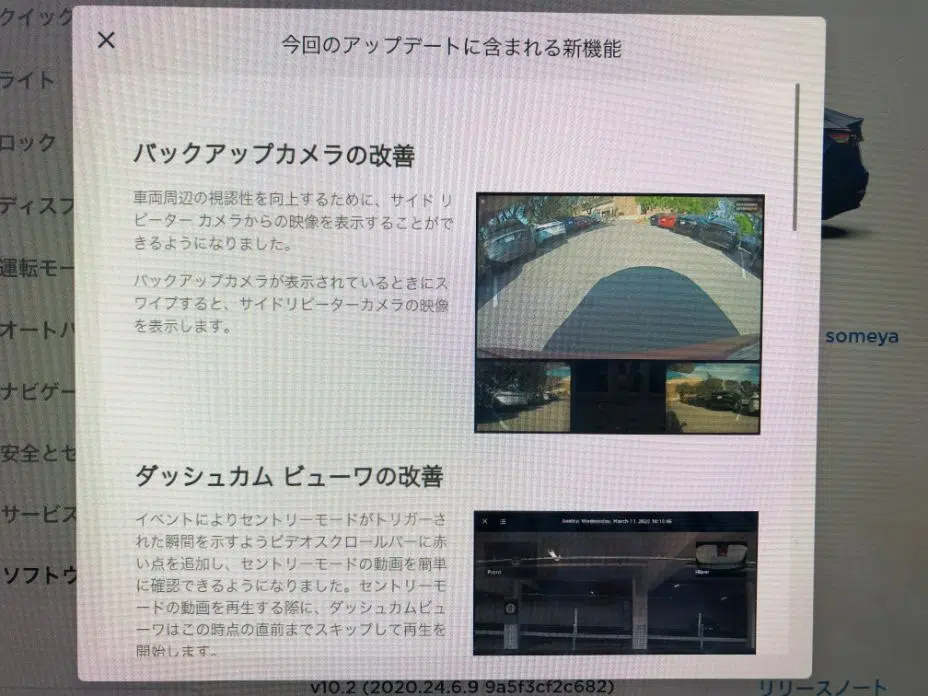 クイック
ライト
ロック
ディスプ
運転モー
オートパ
ナビゲー
安全とセ
サービス
ソフトウ
×
今回のアップデートに含まれる新機能
バックアップカメラの改善
車両周辺の視認性を向上するために、サイド リ
ピーター カメラからの映像を表示することがで
きるようになりました。
バックアップカメラが表示されているときにス
ワイプすると、サイドリピーターカメラの映像
を表示します。
ダッシュカム ビューワの改善
イベントによりセントリーモードがトリガーさ
れた瞬間を示すようビデオスクロールバーに赤
い点を追加し、セントリーモードの動画を簡単
に確認できるようになりました。セントリーモ
ードの動画を再生する際に、ダッシュカムビュ
ーワはこの時点の直前までスキップして再生を
開始します。
Sentry: Wednesday, March 11, 2020
Front
someya
v10.2 (2020.24.6.9 9a5f3cf2c682)
リリースノート